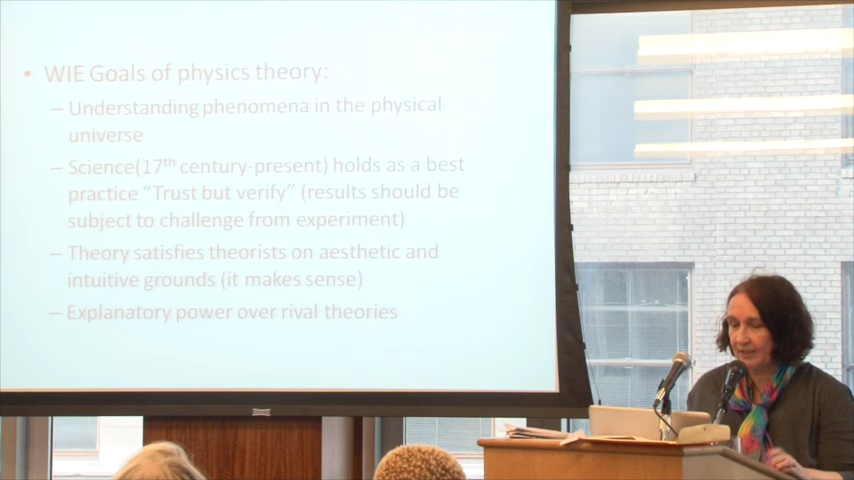 • WIE Goals of physics theory:
– Understanding phenomena in the physical
universe
– Science(17th century-present) holds as a best
practice “Trust but verify” (results should be
subject to challenge from experiment)
– Theory satisfies theorists on aesthetic and
intuitive grounds (it makes sense)
– Explanatory power over rival theories